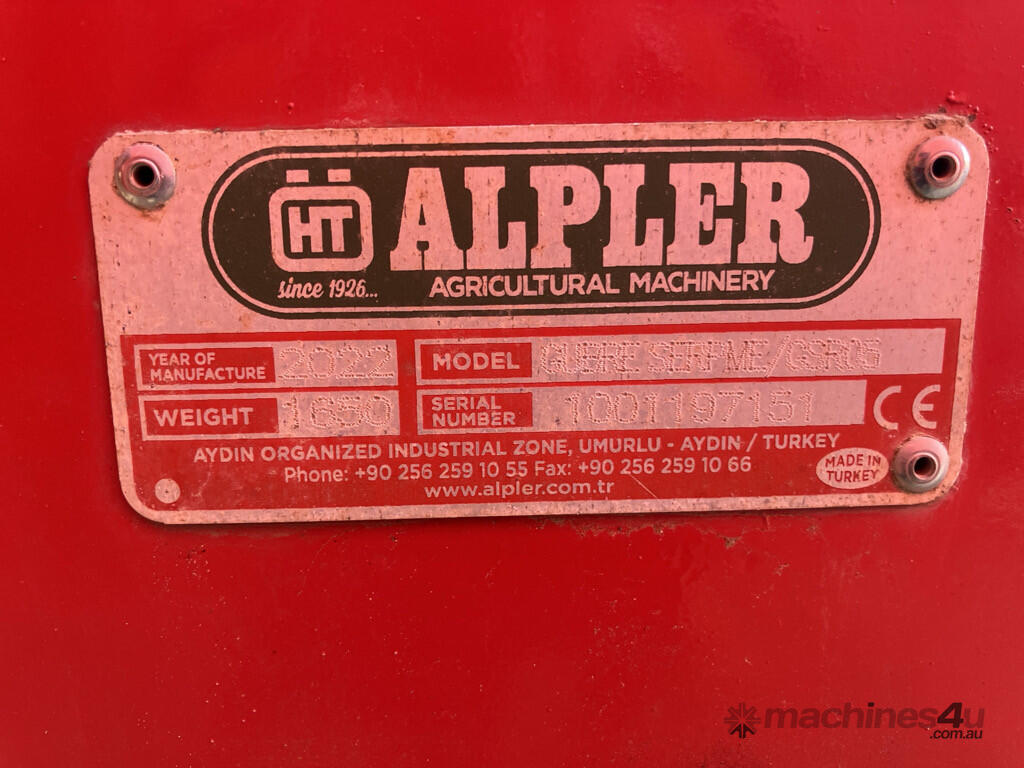 ÖHT ALPLER
since 1926...
AGRICULTURAL MACHINERY
YEAR OF MANUFACTURE 2022
MODEL GUBRE SERPME/GSR05
WEIGHT 1650
SERIAL NUMBER 1001197151
CE
AYDIN ORGANIZED INDUSTRIAL ZONE, UMURLU - AYDIN / TURKEY
Phone: +90 256 259 10 55 Fax: +90 256 259 10 66
www.alpler.com.tr
MADE IN
TURKEY
machines4u
.com.au